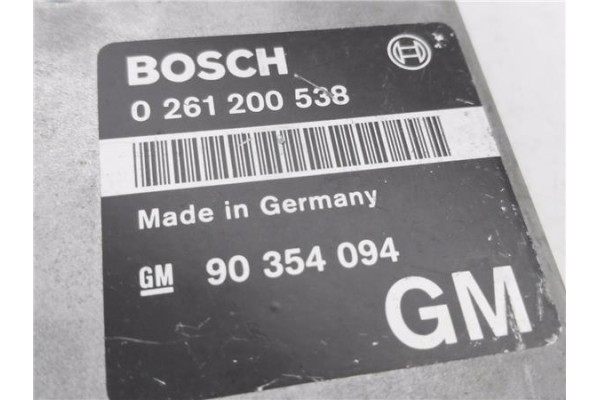 BOSCH
0 261 200 538
Made in Germany
GM 90 354 094
GM